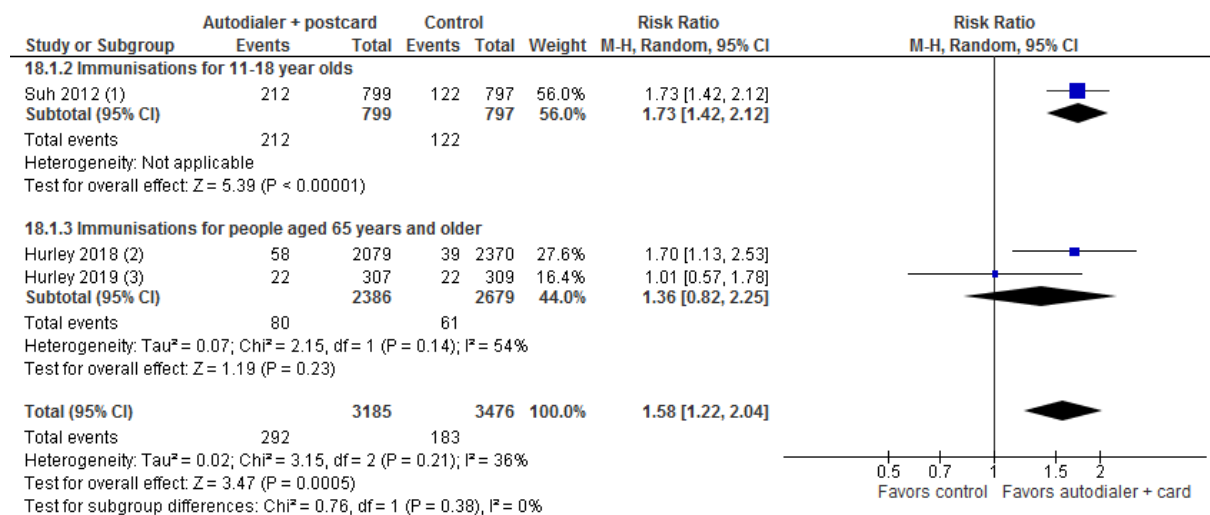 Autodialer + postcard Control Risk Ratio Risk Ratio
Study or Subgroup Events Total Events Total Weight M-H, Random, 95% CI M-H, Random, 95% CI
18.1.2 Immunisations for 11-18 year olds
Suh 2012 (1) 212 799 122 797 56.0% 1.73 [1.42, 2.12]
Subtotal (95% CI) 799 797 56.0% 1.73 [1.42, 2.12]
Total events 212 122
Heterogeneity: Not applicable
Test for overall effect: Z = 5.39 (P < 0.00001)
18.1.3 Immunisations for people aged 65 years and older
Hurley 2018 (2) 58 2079 39 2370 27.6% 1.70 [1.13, 2.53]
Hurley 2019 (3) 22 307 22 309 16.4% 1.01 [0.57, 1.78]
Subtotal (95% CI) 2386 2679 44.0% 1.36 [0.82, 2.25]
Total events 80 61
Heterogeneity: Tau² = 0.07; Chi² = 2.15, df = 1 (P = 0.14); I² = 54%
Test for overall effect: Z = 1.19 (P = 0.23)
Total (95% CI) 3185 3476 100.0% 1.58 [1.22, 2.04]
Total events 292 183
Heterogeneity: Tau² = 0.02; Chi² = 3.15, df = 2 (P = 0.21); I² = 36%
Test for overall effect: Z = 3.47 (P = 0.0005)
Test for subgroup differences: Chi² = 0.76, df = 1 (P = 0.38), I² = 0%
0.5 0.7 1 1.5 2
Favors control Favors autodialer + card